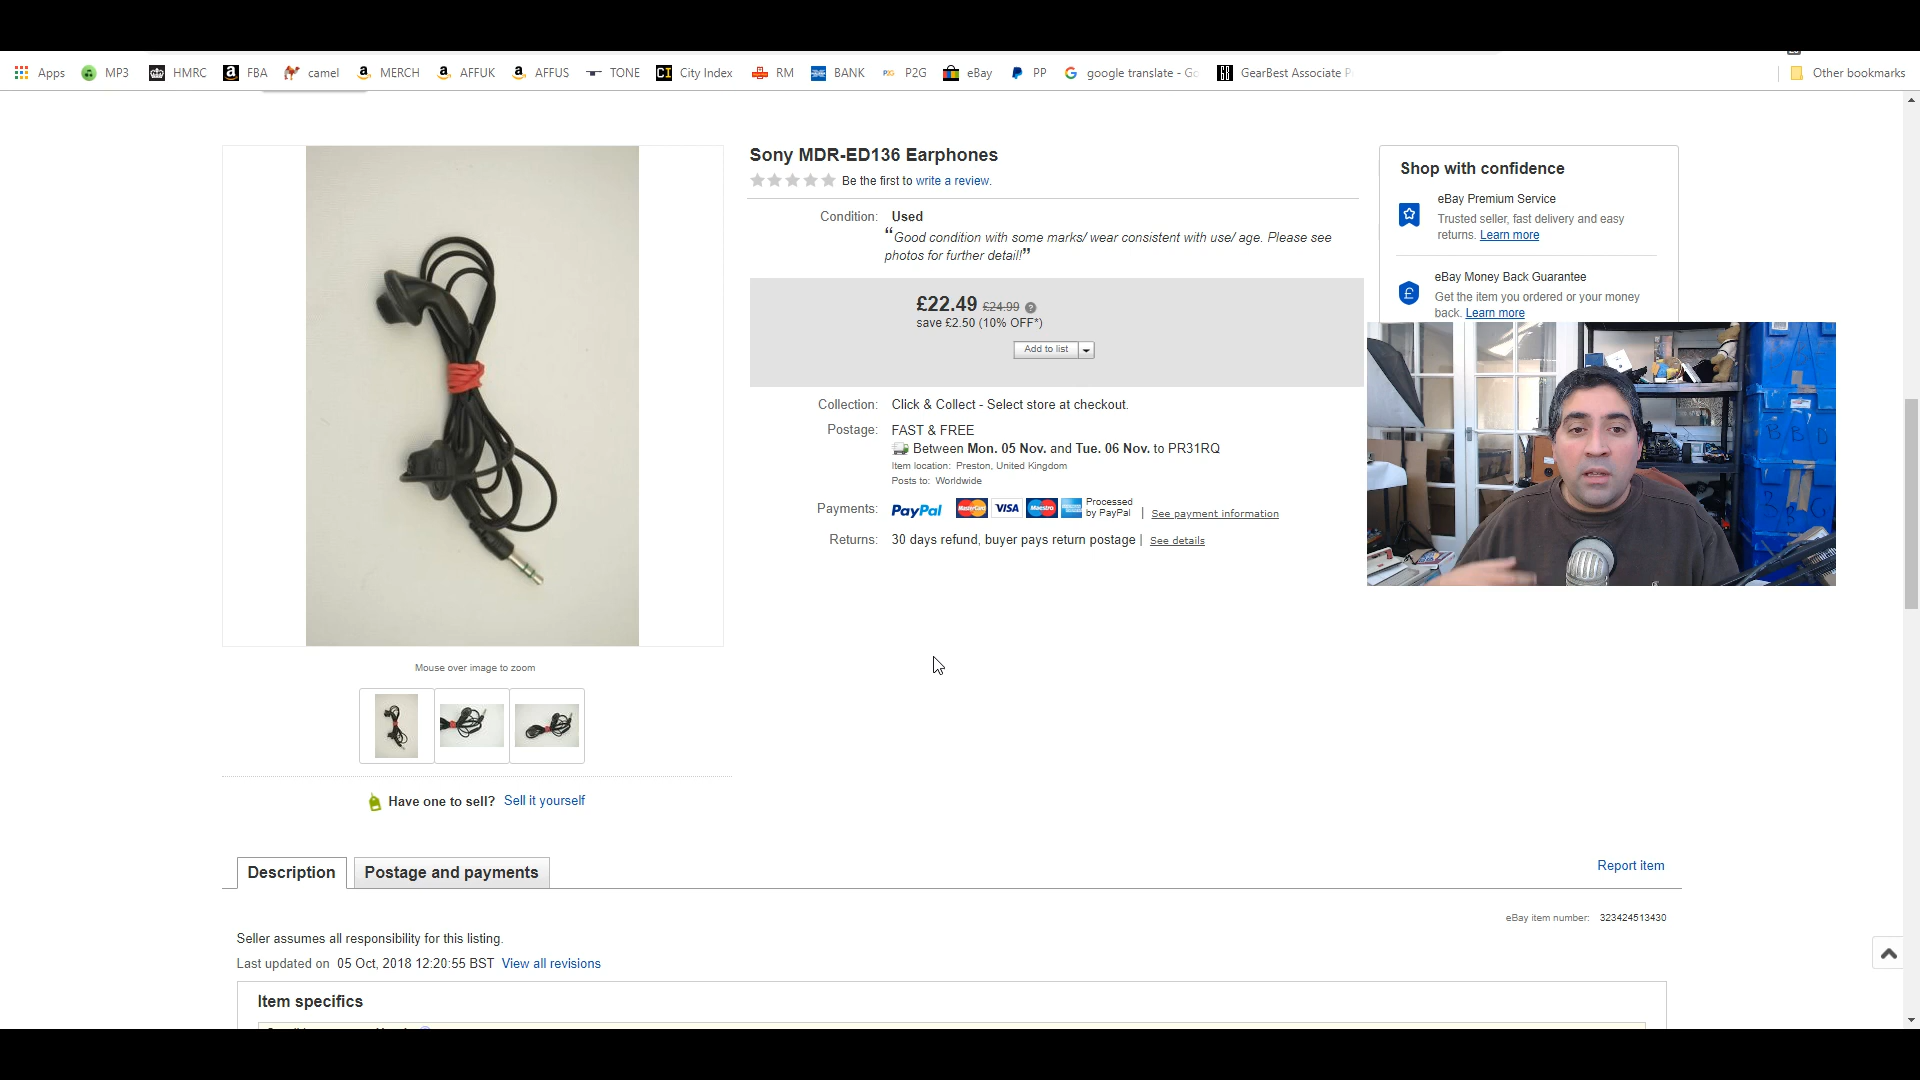 Apps
MP3
HMRC
FBA
camel
MERCH
AFFUK
AFFUS
TONE
City Index
RM
BANK
P2G
eBay
PP
google translate - Go
GearBest Associate P
Other bookmarks
Sony MDR-ED136 Earphones
Be the first to write a review.
Condition: Used
“Good condition with some marks/ wear consistent with use/ age. Please see
photos for further detail!”
£22.49 £24.99
save £2.50 (10% OFF*)
Add to list
Collection: Click & Collect - Select store at checkout.
Postage: FAST & FREE
Between Mon. 05 Nov. and Tue. 06 Nov. to PR31RQ
Item location: Preston, United Kingdom
Posts to: Worldwide
Payments: PayPal MasterCard VISA Maestro Processed by PayPal | See payment information
Returns: 30 days refund, buyer pays return postage | See details
Shop with confidence
eBay Premium Service
Trusted seller, fast delivery and easy
returns. Learn more
eBay Money Back Guarantee
Get the item you ordered or your money
back. Learn more
Mouse over image to zoom
Have one to sell? Sell it yourself
Description
Postage and payments
Report item
eBay item number: 323424513430
Seller assumes all responsibility for this listing.
Last updated on 05 Oct, 2018 12:20:55 BST View all revisions
Item specifics